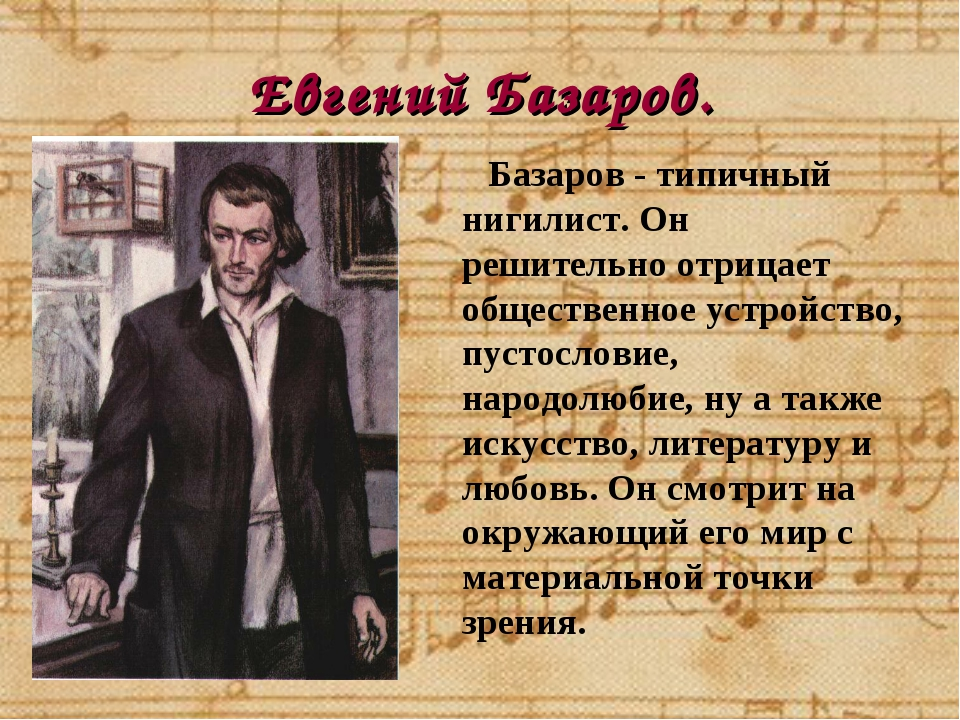 Евгений Базаров.
Базаров - типичный
нигилист. Он
решительно отрицает
общественное устройство,
пустословие,
народолюбие, ну а также
искусство, литературу и
любовь. Он смотрит на
окружающий его мир с
материальной точки
зрения.